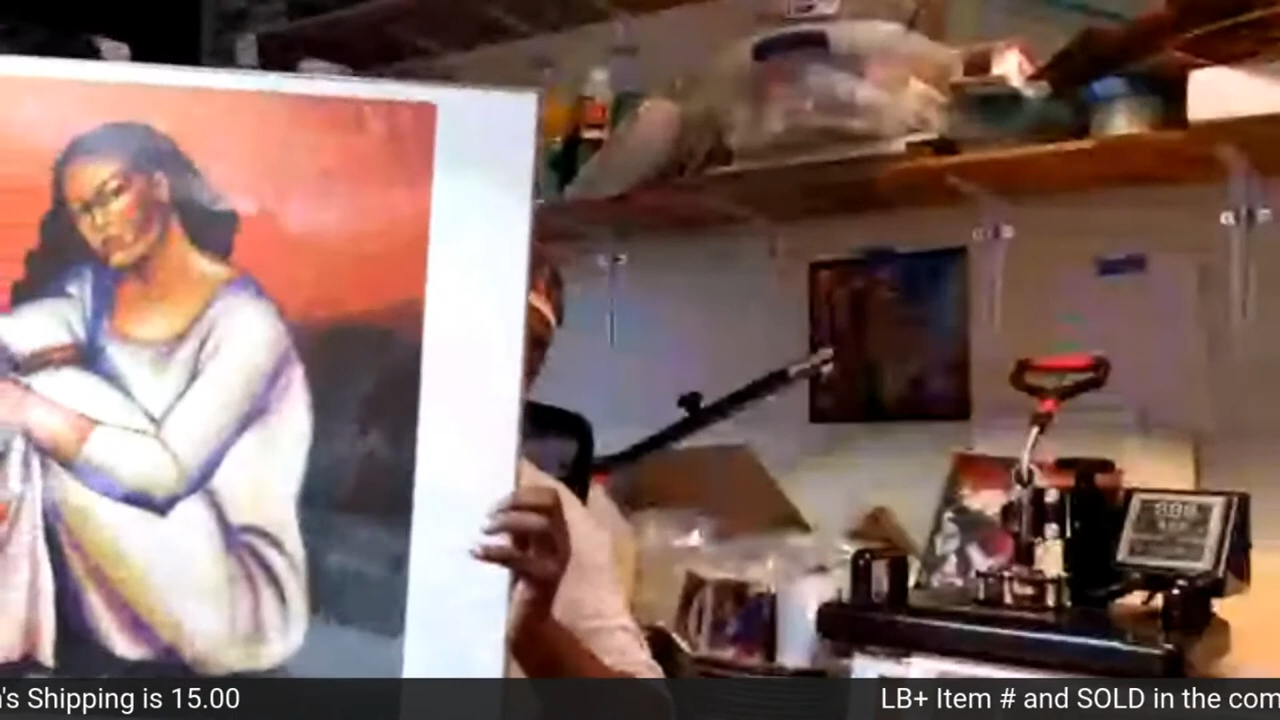 's Shipping is 15.00
LB+ Item # and SOLD in the com